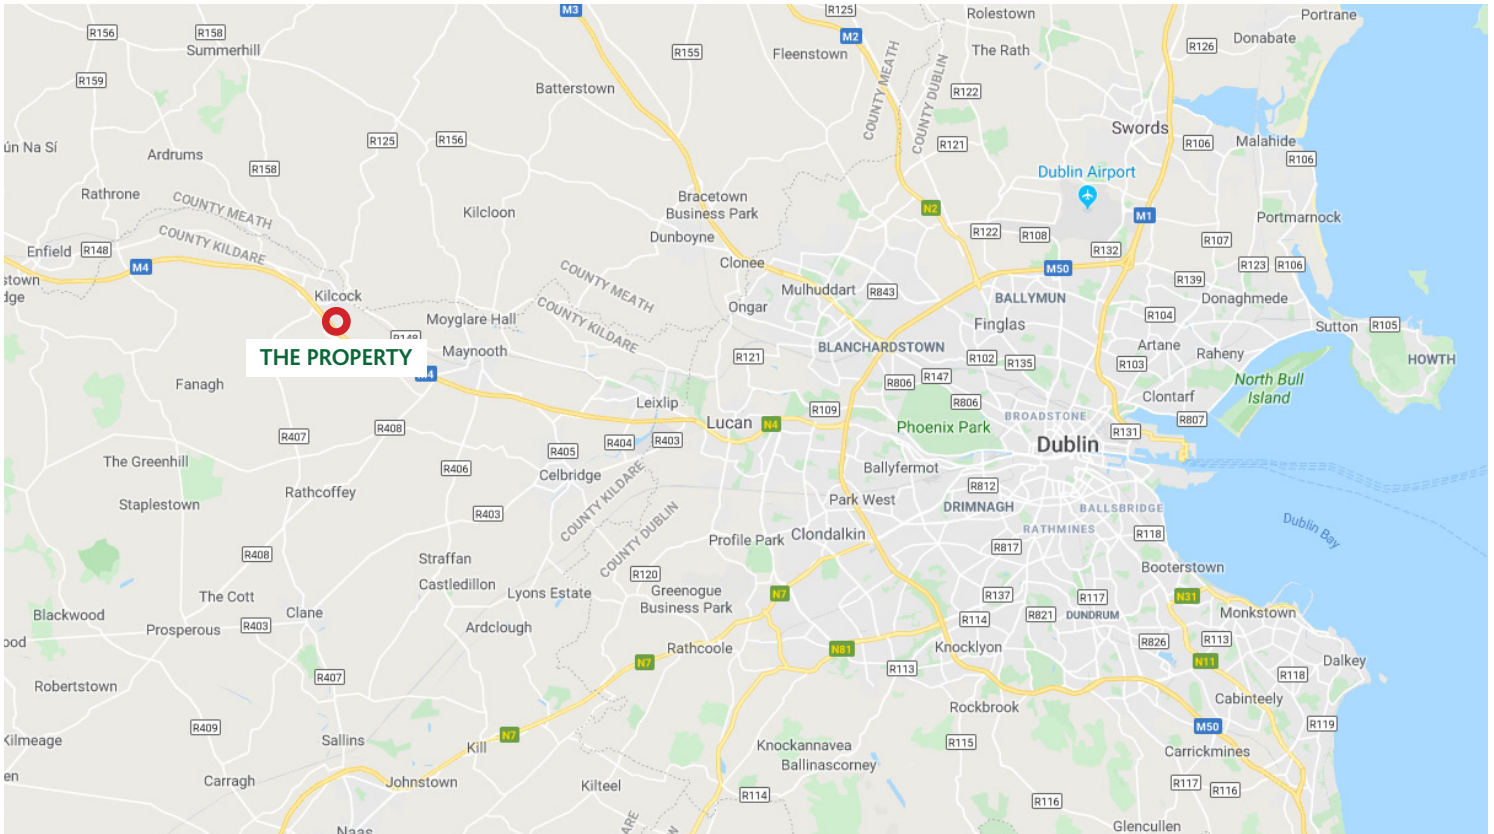 M3
R125
Rolestown
Portrane
R156
R158
Summerhill
R155
M2
Fleenstown
The Rath
R126
Donabate
R159
Batterstown
R122
COUNTY MEATH
COUNTY DUBLIN
Swords
ún Na Sí
Ardrums
R158
R125
R156
R121
R106
Malahide
R106
Dublin Airport
Rathrone
COUNTY MEATH
Kilcloon
Bracetown
Business Park
N2
M1
Portmarnock
Enfield
R148
COUNTY KILDARE
Dunboyne
R122
R108
R132
R107
M4
Clonee
M50
R123
R106
stown
dge
Kilcock
COUNTY MEATH
Mulhuddart
R843
R139
BALLYMUN
Donaghmede
COUNTY KILDARE
Ongar
R104
Moyglare Hall
Finglas
Sutton
R105
R148
THE PROPERTY
Maynooth
R121
BLANCHARDSTOWN
R102
R135
Artane
Raheny
R103
HOWTH
M4
Fanagh
R806
R147
North Bull
Island
Leixlip
R109
R806
Clontarf
R407
R408
Lucan
N4
Phoenix Park
BROADSTONE
R131
R807
R405
R404
R403
Dublin
The Greenhill
R406
Celbridge
Ballyfermot
Rathcoffey
COUNTY KILDARE
R812
Staplestown
R403
Park West
DRIMNAGH
BALLSBRIDGE
COUNTY DUBLIN
RATHMINES
Dublin Bay
Profile Park
Clondalkin
R118
R408
Straffan
R817
Castledillon
R120
Booterstown
The Cott
Lyons Estate
Greenogue
Business Park
N7
R137
R117
N31
Blackwood
Clane
R114
R821
DUNDRUM
Monkstown
Prosperous
R403
Ardclough
ood
R826
R113
Rathcoole
N81
Knocklyon
N7
R113
N11
Dalkey
R407
R118
Robertstown
Cabinteely
Rockbrook
R409
R119
Kilmeage
Sallins
Kill
N7
Knockannavea
R115
M50
Carrickmines
Ballinascorney
en
Carragh
Johnstown
Kilteel
R117
R116
R114
R116
Naas
Glencullen